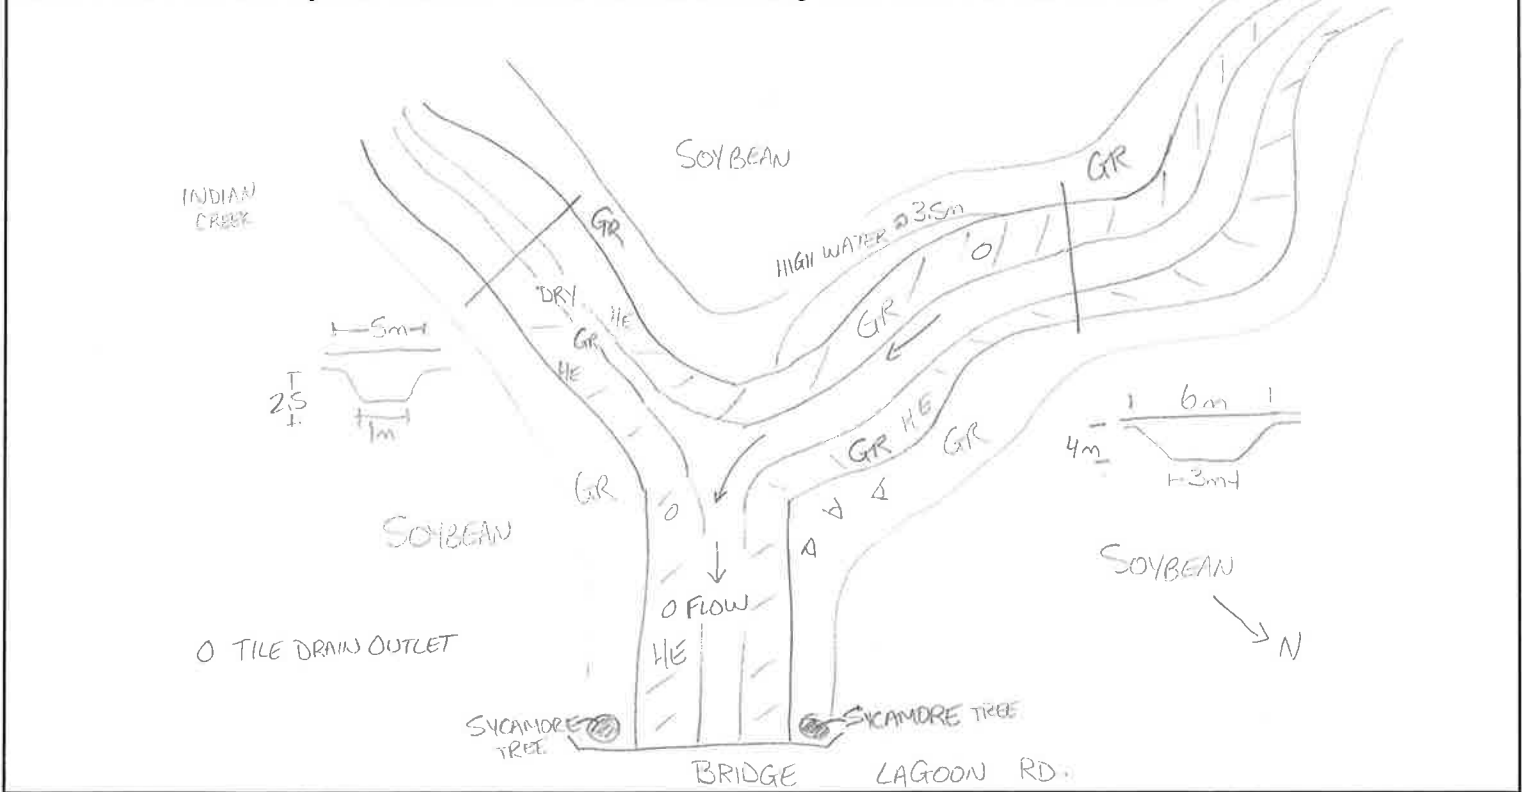 SOYBEAN
INDIAN
CREEK
GR
GR
HIGH WATER @ 3.5m
DRY
HE
GR
GR
HE
5m
2.5
1m
HE
GR
GR
6m
4m
3m
GR
SOYBEAN
SOYBEAN
O FLOW
N
O TILE DRAIN OUTLET
HE
SYCAMORE
TREE
SYCAMORE TREE
BRIDGE LAGOON RD.